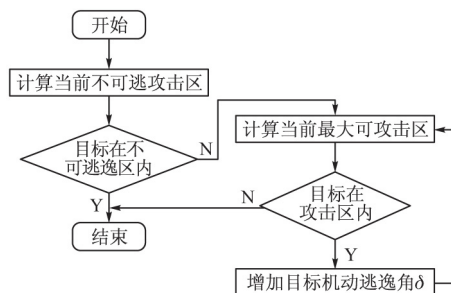 开始
计算当前不可逃攻击区
目标在不
可逃逸区内
N
Y
结束
计算当前最大可攻击区
目标在
攻击区内
N
Y
增加目标机动逃逸角δ